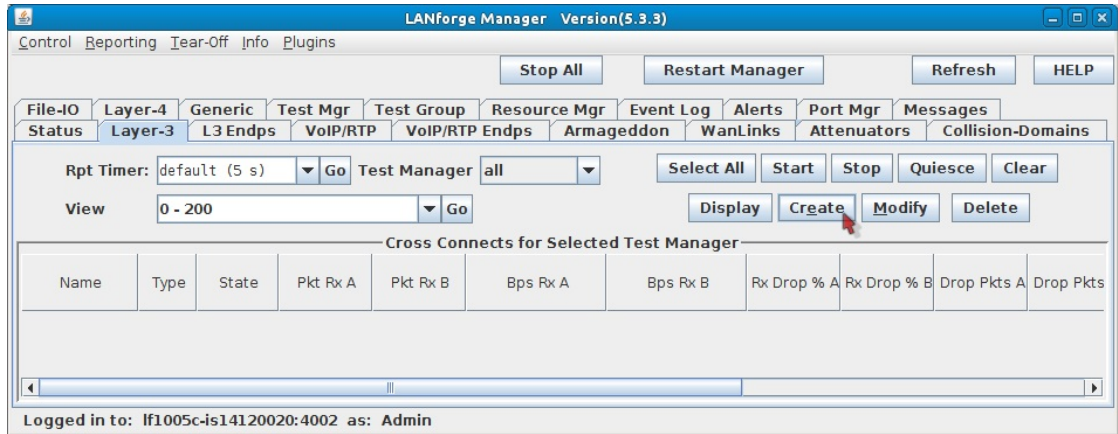 LANforge Manager Version(5.3.3)
Control Reporting Tear-Off Info Plugins
Stop All Restart Manager Refresh HELP
File-IO Layer-4 Generic Test Mgr Test Group Resource Mgr Event Log Alerts Port Mgr Messages
Status Layer-3 L3 Endps VoIP/RTP VoIP/RTP Endps Armageddon WanLinks Attenuators Collision-Domains
Rpt Timer: default (5 s) Go Test Manager all Select All Start Stop Quiesce Clear
View 0 - 200 Go Display Create Modify Delete
Cross Connects for Selected Test Manager
Name Type State Pkt Rx A Pkt Rx B Bps Rx A Bps Rx B Rx Drop % A Rx Drop % B Drop Pkts A Drop Pkts
Logged in to: lf1005c-is14120020:4002 as: Admin